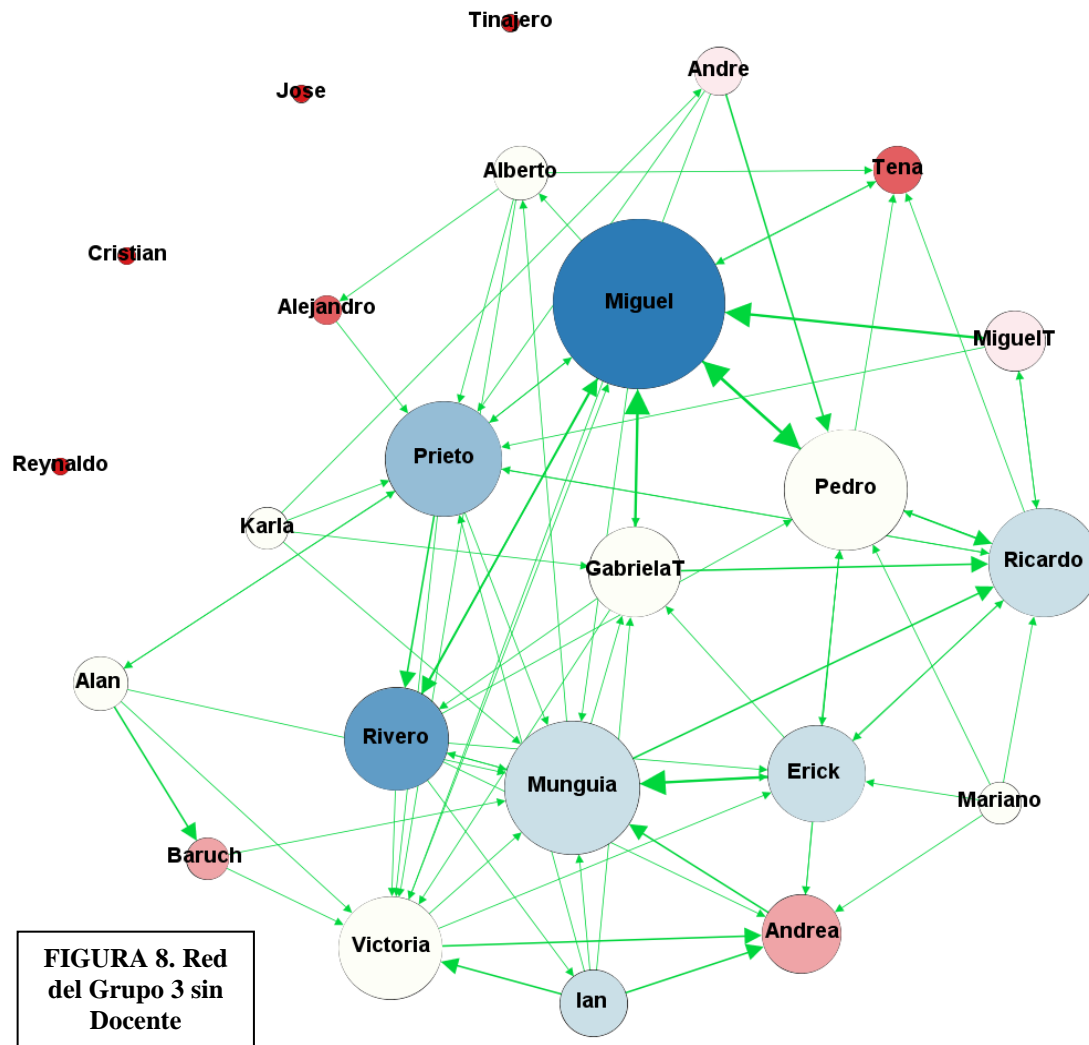 Tinajero
Andre
Jose
Alberto
Tena
Cristian
Alejandro
Miguel
MiguelT
Prieto
Reynaldo
Pedro
Karla
GabrielaT
Ricardo
Alan
Rivero
Munguia
Erick
Mariano
Baruch
Victoria
Andrea
Ian
FIGURA 8. Red
del Grupo 3 sin
Docente